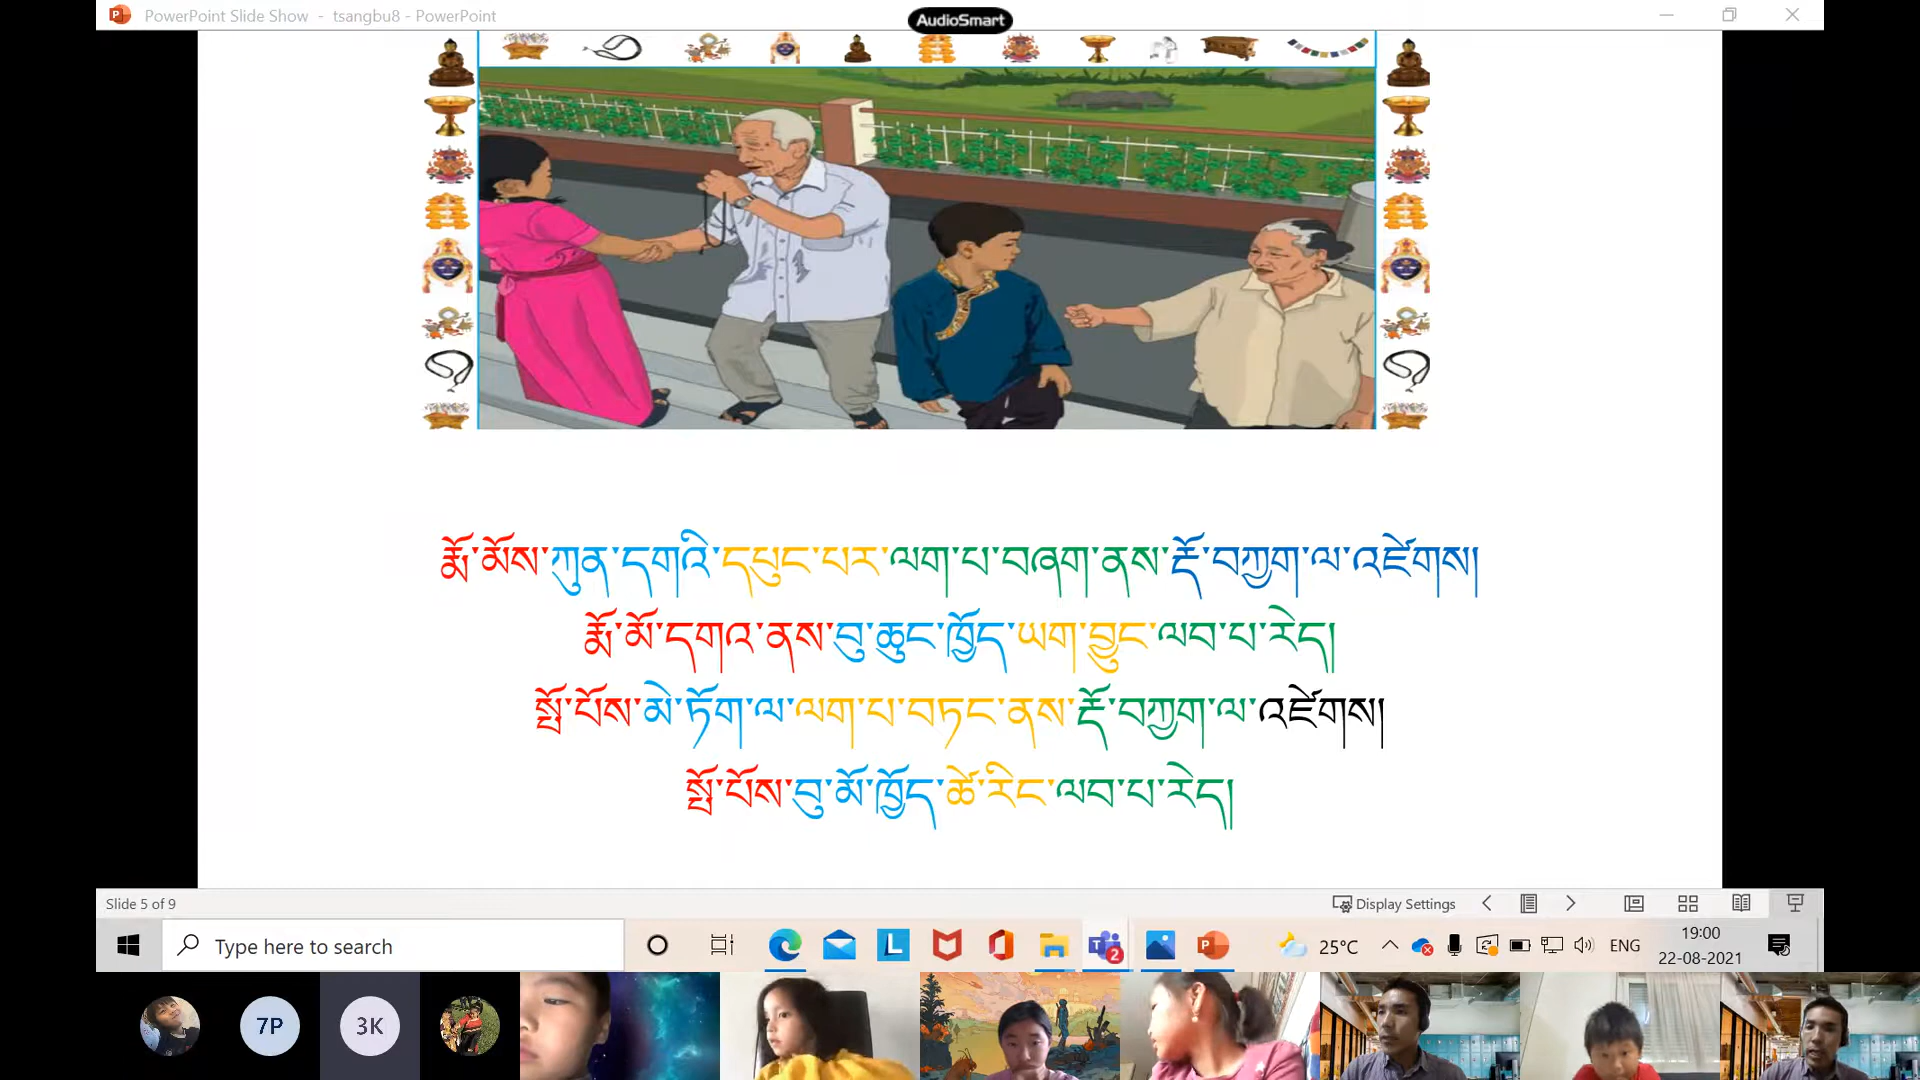 PowerPoint Slide Show - tsangbu8 - PowerPoint
AudioSmart
རྨོ་མོས་ཀུན་དགའི་དཔུང་པར་ལག་པ་བཞག་ནས་རྡོ་བཀྱག་ལ་འཛེགས།
རྨོ་མོ་དགའ་ནས་བུ་ཆུང་ཁྱོད་ཡག་བྱུང་ལབ་པ་རེད།
སྤོ་པོས་མེ་ཏོག་ལ་ལག་པ་བཏང་ནས་རྡོ་བཀྱག་ལ་འཛེགས།
སྤོ་པོས་བུ་མོ་ཁྱོད་ཚེ་རིང་ལབ་པ་རེད།
Slide 5 of 9
Display Settings
Type here to search
2
25°C
ENG
19:00
22-08-2021
7P
3K